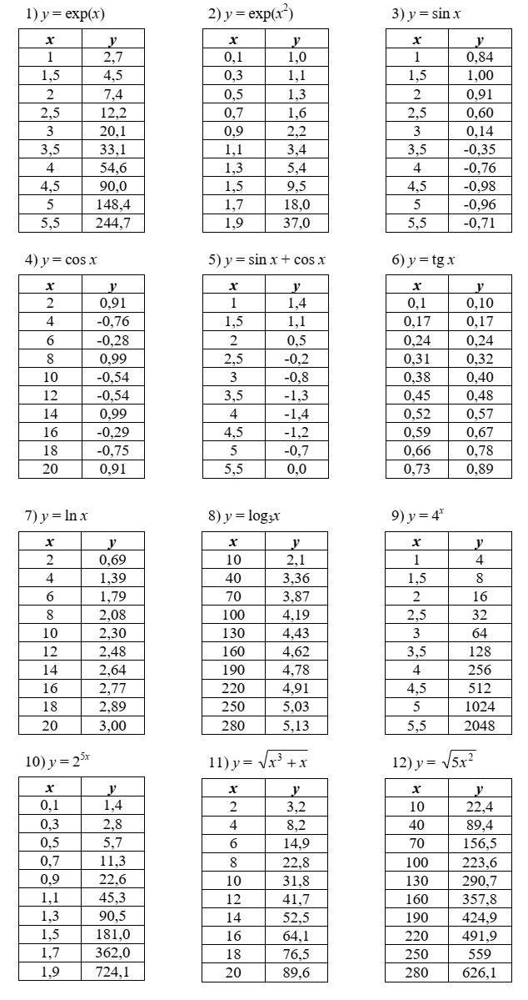 1) y = exp(x) 2) y = exp(x²) 3) y = sin x
x y x y x y
1 2,7 0,1 1,0 1 0,84
1,5 4,5 0,3 1,1 1,5 1,00
2 7,4 0,5 1,3 2 0,91
2,5 12,2 0,7 1,6 2,5 0,60
3 20,1 0,9 2,2 3 0,14
3,5 33,1 1,1 3,4 3,5 -0,35
4 54,6 1,3 5,4 4 -0,76
4,5 90,0 1,5 9,5 4,5 -0,98
5 148,4 1,7 18,0 5 -0,96
5,5 244,7 1,9 37,0 5,5 -0,71
4) y = cos x 5) y = sin x + cos x 6) y = tg x
x y x y x y
2 0,91 1 1,4 0,1 0,10
4 -0,76 1,5 1,1 0,17 0,17
6 -0,28 2 0,5 0,24 0,24
8 0,99 2,5 -0,2 0,31 0,32
10 -0,54 3 -0,8 0,38 0,40
12 -0,54 3,5 -1,3 0,45 0,48
14 0,99 4 -1,4 0,52 0,57
16 -0,29 4,5 -1,2 0,59 0,67
18 -0,75 5 -0,7 0,66 0,78
20 0,91 5,5 0,0 0,73 0,89
7) y = ln x 8) y = log₃x 9) y = 4ˣ
x y x y x y
2 0,69 10 2,1 1 4
4 1,39 40 3,36 1,5 8
6 1,79 70 3,87 2 16
8 2,08 100 4,19 2,5 32
10 2,30 130 4,43 3 64
12 2,48 160 4,62 3,5 128
14 2,64 190 4,78 4 256
16 2,77 220 4,91 4,5 512
18 2,89 250 5,03 5 1024
20 3,00 280 5,13 5,5 2048
10) y = 2⁵ˣ 11) y = √(x³ + x) 12) y = √(5x²)
x y x y x y
0,1 1,4 2 3,2 10 22,4
0,3 2,8 4 8,2 40 89,4
0,5 5,7 6 14,9 70 156,5
0,7 11,3 8 22,8 100 223,6
0,9 22,6 10 31,8 130 290,7
1,1 45,3 12 41,7 160 357,8
1,3 90,5 14 52,5 190 424,9
1,5 181,0 16 64,1 220 491,9
1,7 362,0 18 76,5 250 559
1,9 724,1 20 89,6 280 626,1